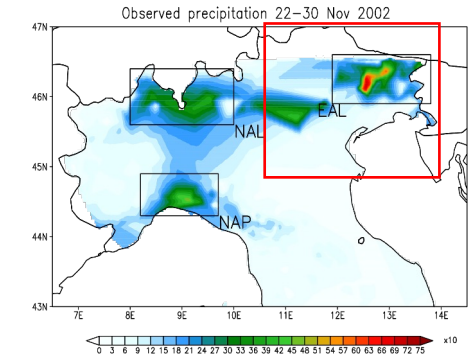 Observed precipitation 22–30 Nov 2002
47N
46N
NAL
EAL
45N
NAP
44N
43N
7E 8E 9E 10E 11E 12E 13E 14E
0 3 6 9 12 15 18 21 24 27 30 33 36 39 42 45 48 51 54 57 60 63 66 69 72 75 x10